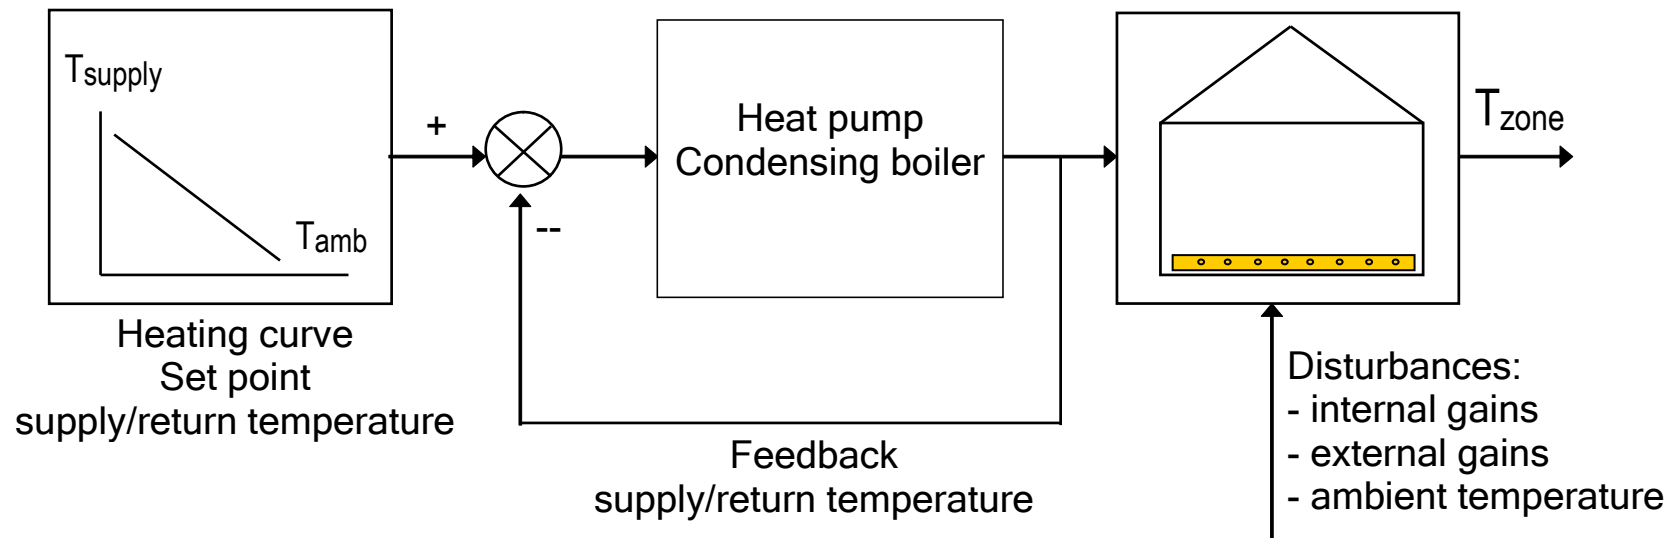 Tsupply
Tamb
Heating curve
Set point
supply/return temperature
+
--
Heat pump
Condensing boiler
Feedback
supply/return temperature
Tzone
Disturbances:
- internal gains
- external gains
- ambient temperature